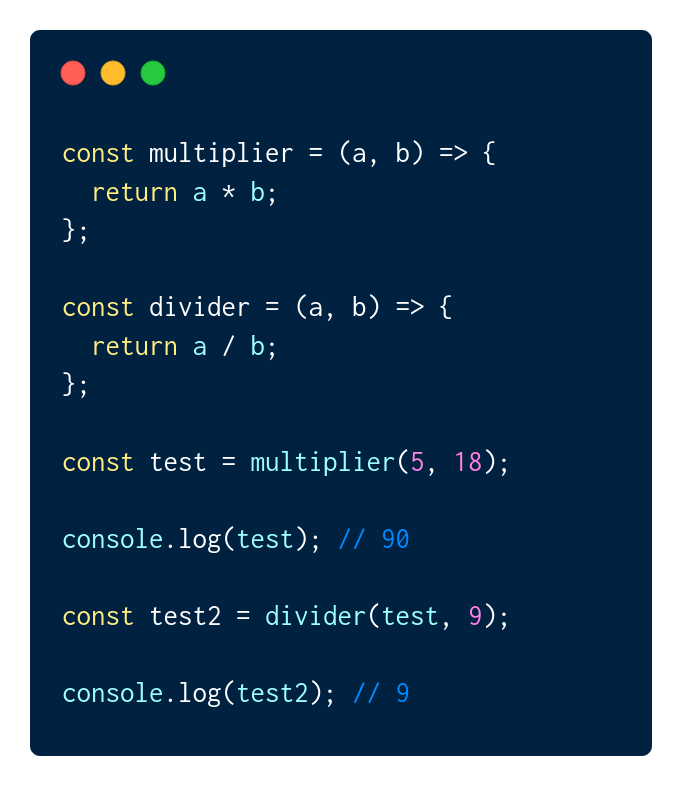 const multiplier = (a, b) => {
  return a * b;
};

const divider = (a, b) => {
  return a / b;
};

const test = multiplier(5, 18);

console.log(test); // 90

const test2 = divider(test, 9);

console.log(test2); // 9